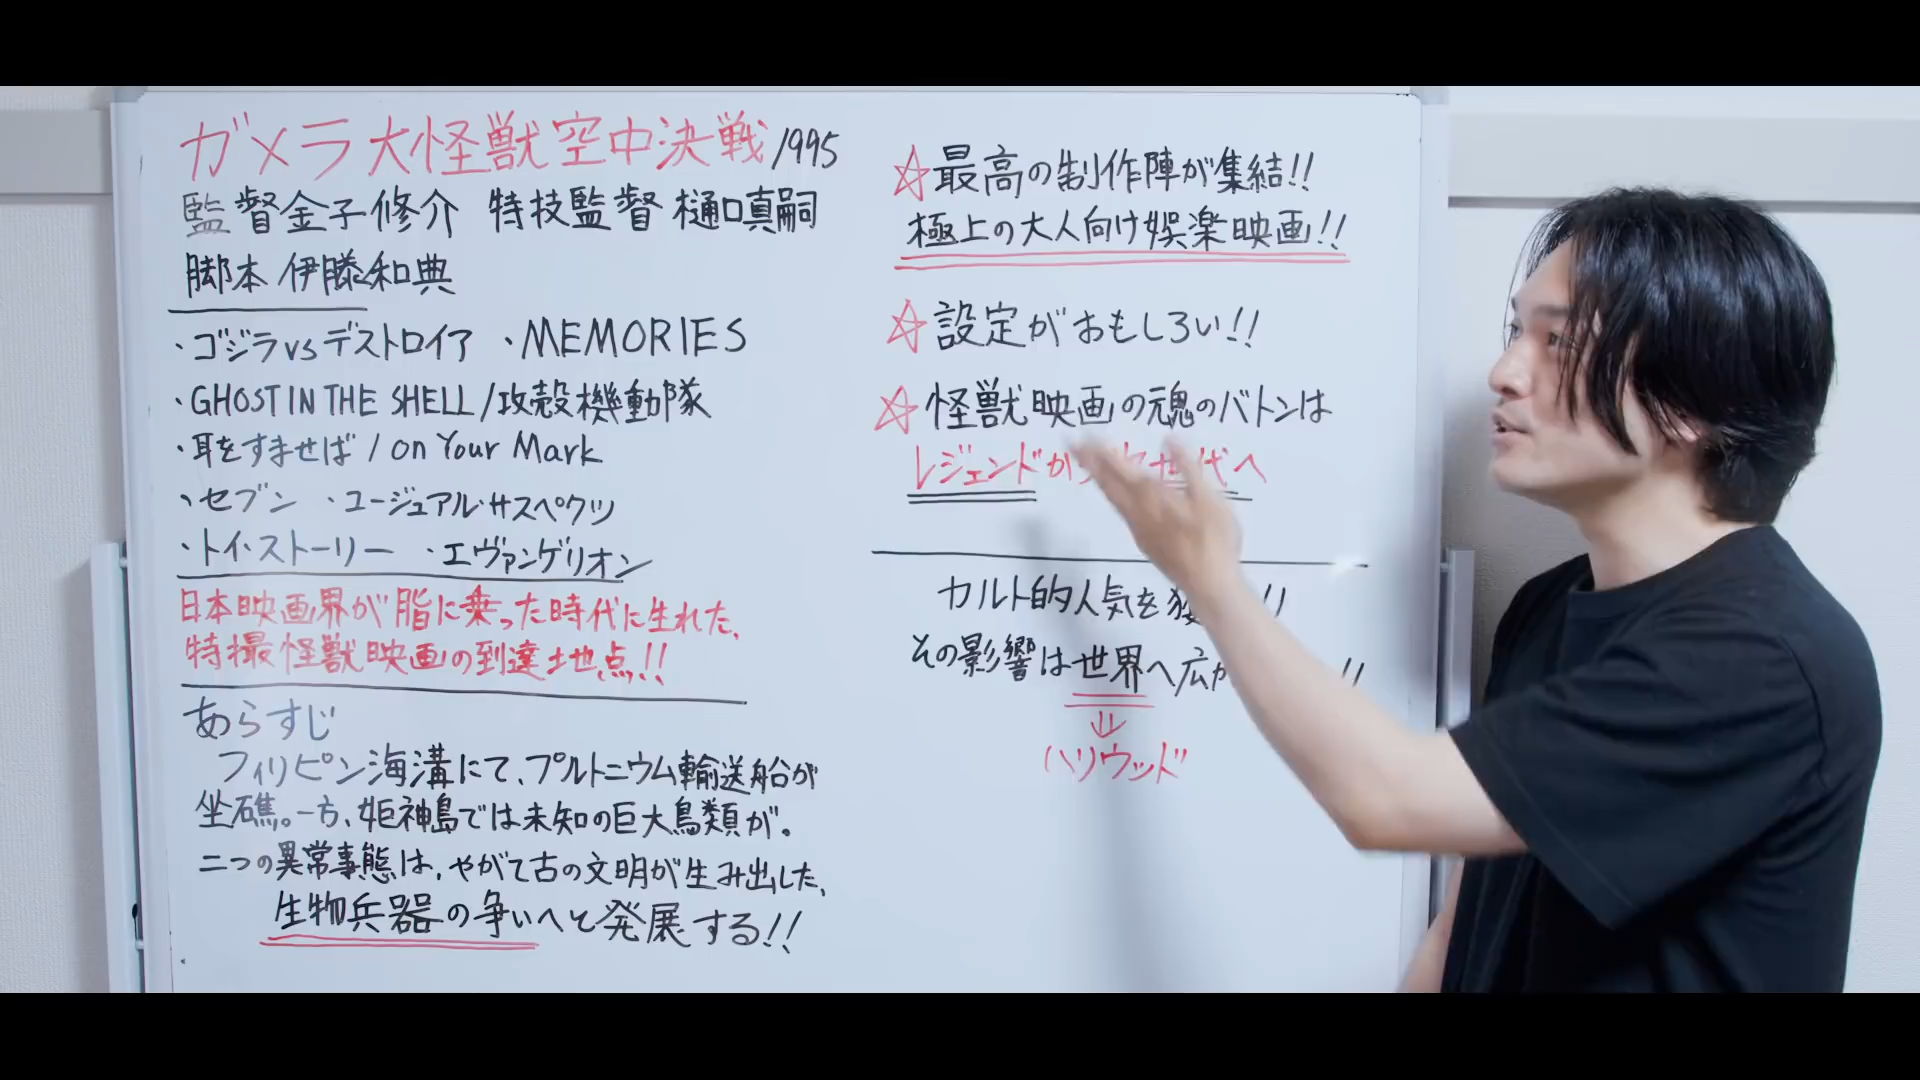 ガメラ大怪獣空中決戦/1995
監督金子修介 特技監督樋口真嗣
脚本 伊藤和典
・ゴジラvsデストロイア ・MEMORIES
・GHOST IN THE SHELL/攻殻機動隊
・耳をすませば/on Your Mark
・セブン ・ユージュアル・サスペクツ
・トイ・ストーリー ・エヴァンゲリオン
日本映画界が脂に乗った時代に生れた、
特撮怪獣映画の到達地点!!
あらすじ
フィリピン海溝にて、プルトニウム輸送船が
坐礁。一方、姫神島では未知の巨大鳥類が。
二つの異常事態は、やがて古の文明が生み出した、
生物兵器の争いへと発展する!!
☆最高の制作陣が集結!!
極上の大人向け娯楽映画!!
☆設定がおもしろい!!
☆怪獣映画の魂のバトンは
レジェンドか 世代へ
カルト的人気を !!
その影響は世界へ広が !!
⇓
ハリウッド